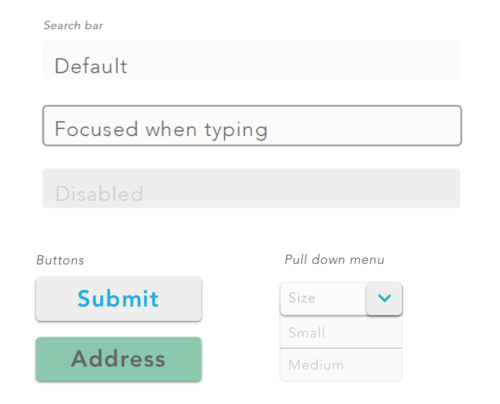 Search bar
Default
Focused when typing
Disabled
Buttons
Submit
Address
Pull down menu
Size
Small
Medium